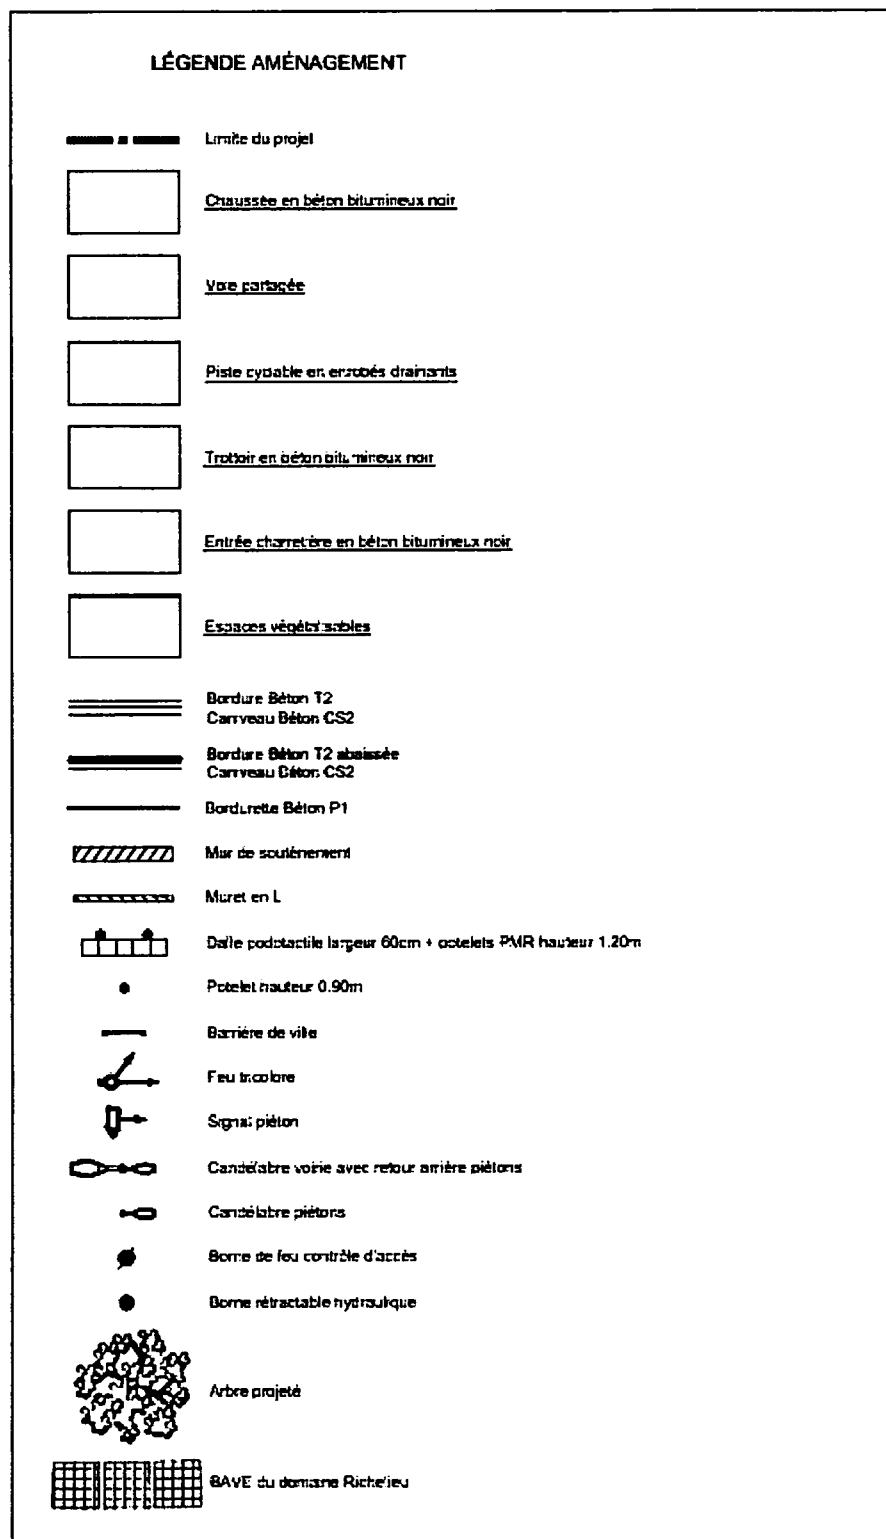 LÉGENDE AMÉNAGEMENT
Limite du projet
Chaussée en béton bitumineux noir
Voie partagée
Piste cyclable en enrobés drainants
Trottoir en béton bitumineux noir
Entrée charretière en béton bitumineux noir
Espaces végétalisables
Bordure Béton T2
Caniveau Béton CS2
Bordure Béton T2 abaissée
Caniveau Béton CS2
Bordurette Béton P1
Mur de soutènement
Muret en L
Dalle podotactile largeur 60cm + potelets PMR hauteur 1.20m
Potelet hauteur 0.90m
Barrière de ville
Feu tricolore
Signal piéton
Candélabre voirie avec retour arrière piétons
Candélabre piétons
Borne de feu contrôle d'accès
Borne rétractable hydraulique
Arbre projeté
BAVE du domaine Richelieu